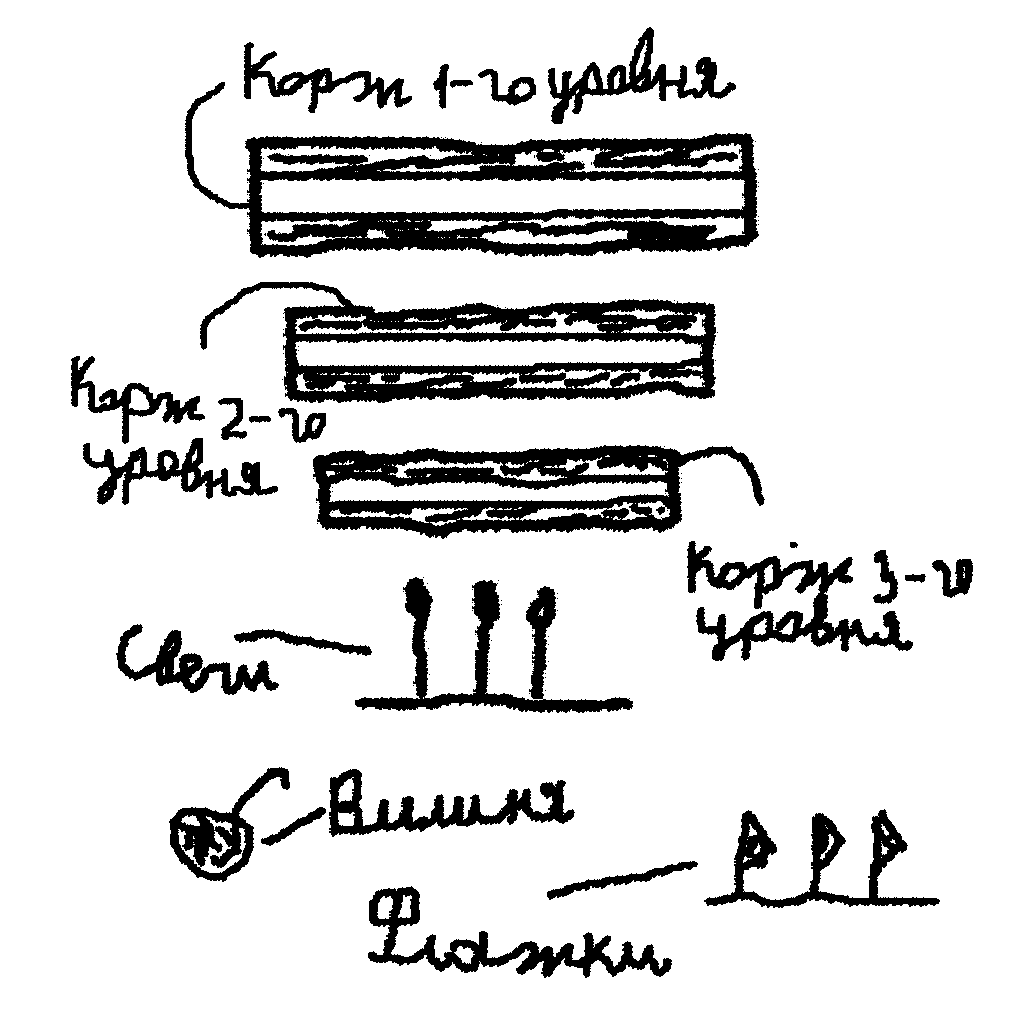 Корж 1-го уровня
Корж 2-го
уровня
Корж 3-го
уровня
Свечи
Вишня
Флажки